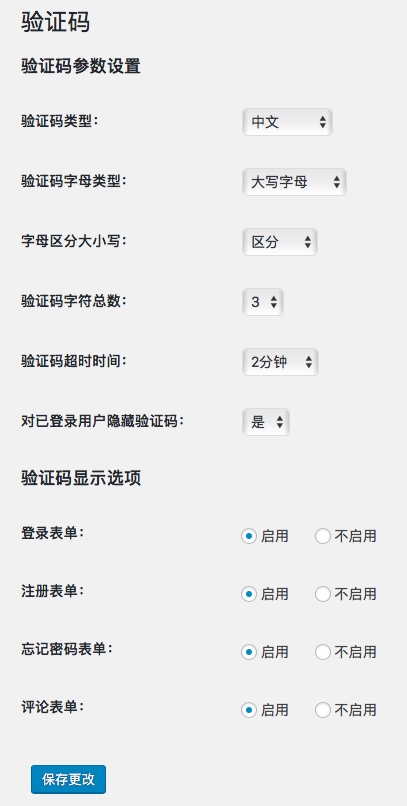 验证码
验证码参数设置
验证码类型： 中文
验证码字母类型： 大写字母
字母区分大小写： 区分
验证码字符总数： 3
验证码超时时间： 2分钟
对已登录用户隐藏验证码： 是
验证码显示选项
登录表单： 启用 不启用
注册表单： 启用 不启用
忘记密码表单： 启用 不启用
评论表单： 启用 不启用
保存更改